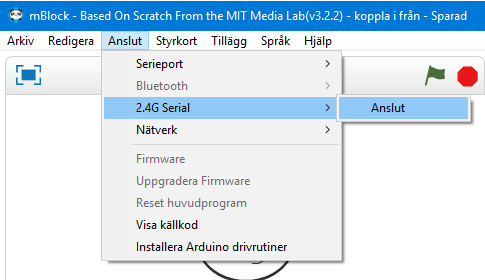 mBlock - Based On Scratch From the MIT Media Lab(v3.2.2) - koppla i från - Sparad
Arkiv Redigera Anslut Styrkort Tillägg Språk Hjälp
Serieport
Bluetooth
2.4G Serial Anslut
Nätverk
Firmware
Uppgradera Firmware
Reset huvudprogram
Visa källkod
Installera Arduino drivrutiner